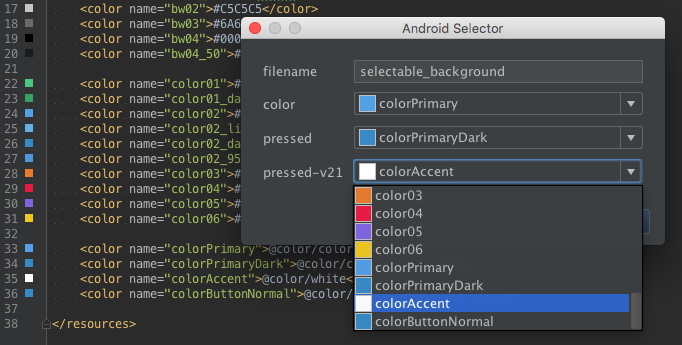 17 <color name="bw02">#C5C5C5</color>
18 <color name="bw03">#6A6
19 <color name="bw04">#000
20 <color name="bw04_50">#
21
22 <color name="color01">#
23 <color name="color01_da
24 <color name="color02">#
25 <color name="color02_li
26 <color name="color02_da
27 <color name="color02_95
28 <color name="color03">#
29 <color name="color04">#
30 <color name="color05">#
31 <color name="color06">#
32
33 <color name="colorPrimary">@color/color
34 <color name="colorPrimaryDark">@color/c
35 <color name="colorAccent">@color/white<
36 <color name="colorButtonNormal">@color/
37
38 </resources>
Android Selector
filename selectable_background
color colorPrimary
pressed colorPrimaryDark
pressed-v21 colorAccent
color03
color04
color05
color06
colorPrimary
colorPrimaryDark
colorAccent
colorButtonNormal